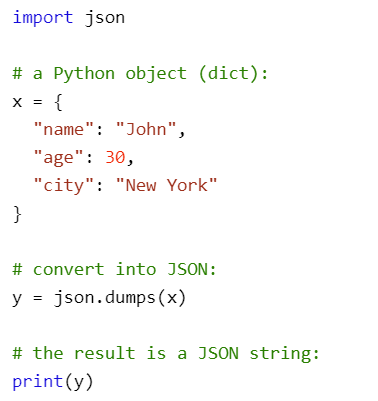 import json
# a Python object (dict):
x = {
  "name": "John",
  "age": 30,
  "city": "New York"
}
# convert into JSON:
y = json.dumps(x)
# the result is a JSON string:
print(y)